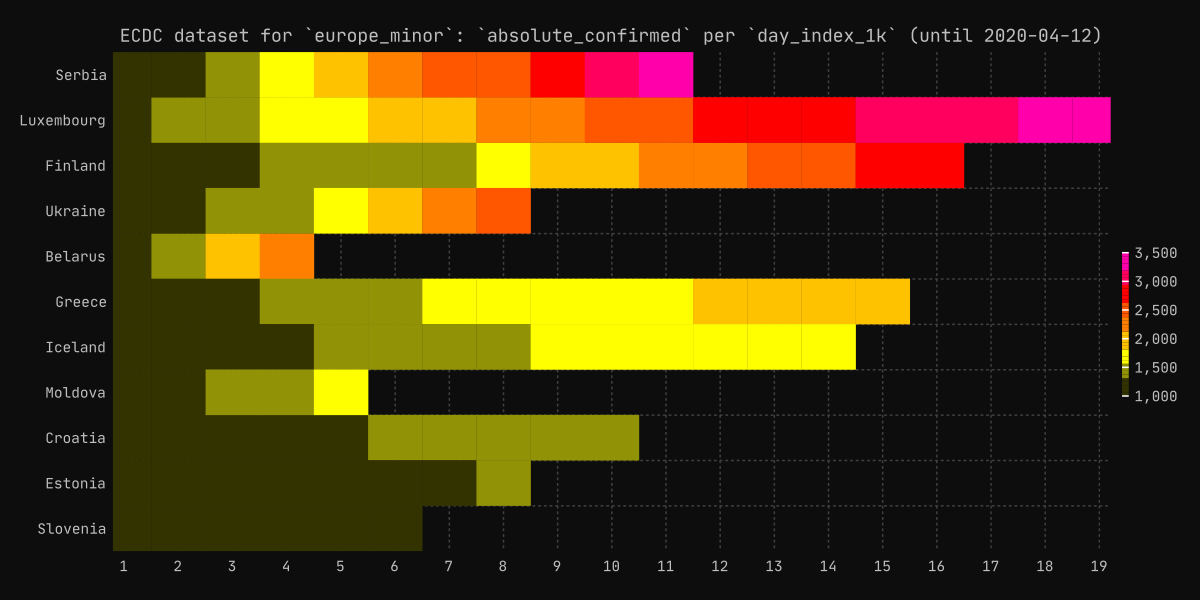 ECDC dataset for `europe_minor`: `absolute_confirmed` per `day_index_1k` (until 2020-04-12)
Serbia
Luxembourg
Finland
Ukraine
Belarus
Greece
Iceland
Moldova
Croatia
Estonia
Slovenia
1 2 3 4 5 6 7 8 9 10 11 12 13 14 15 16 17 18 19
3,500
3,000
2,500
2,000
1,500
1,000